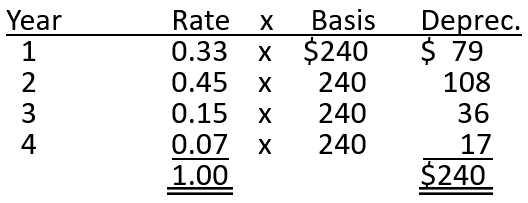 Year Rate x Basis Deprec.
1 0.33 x $240 $ 79
2 0.45 x 240 108
3 0.15 x 240 36
4 0.07 x 240 17
1.00 $240